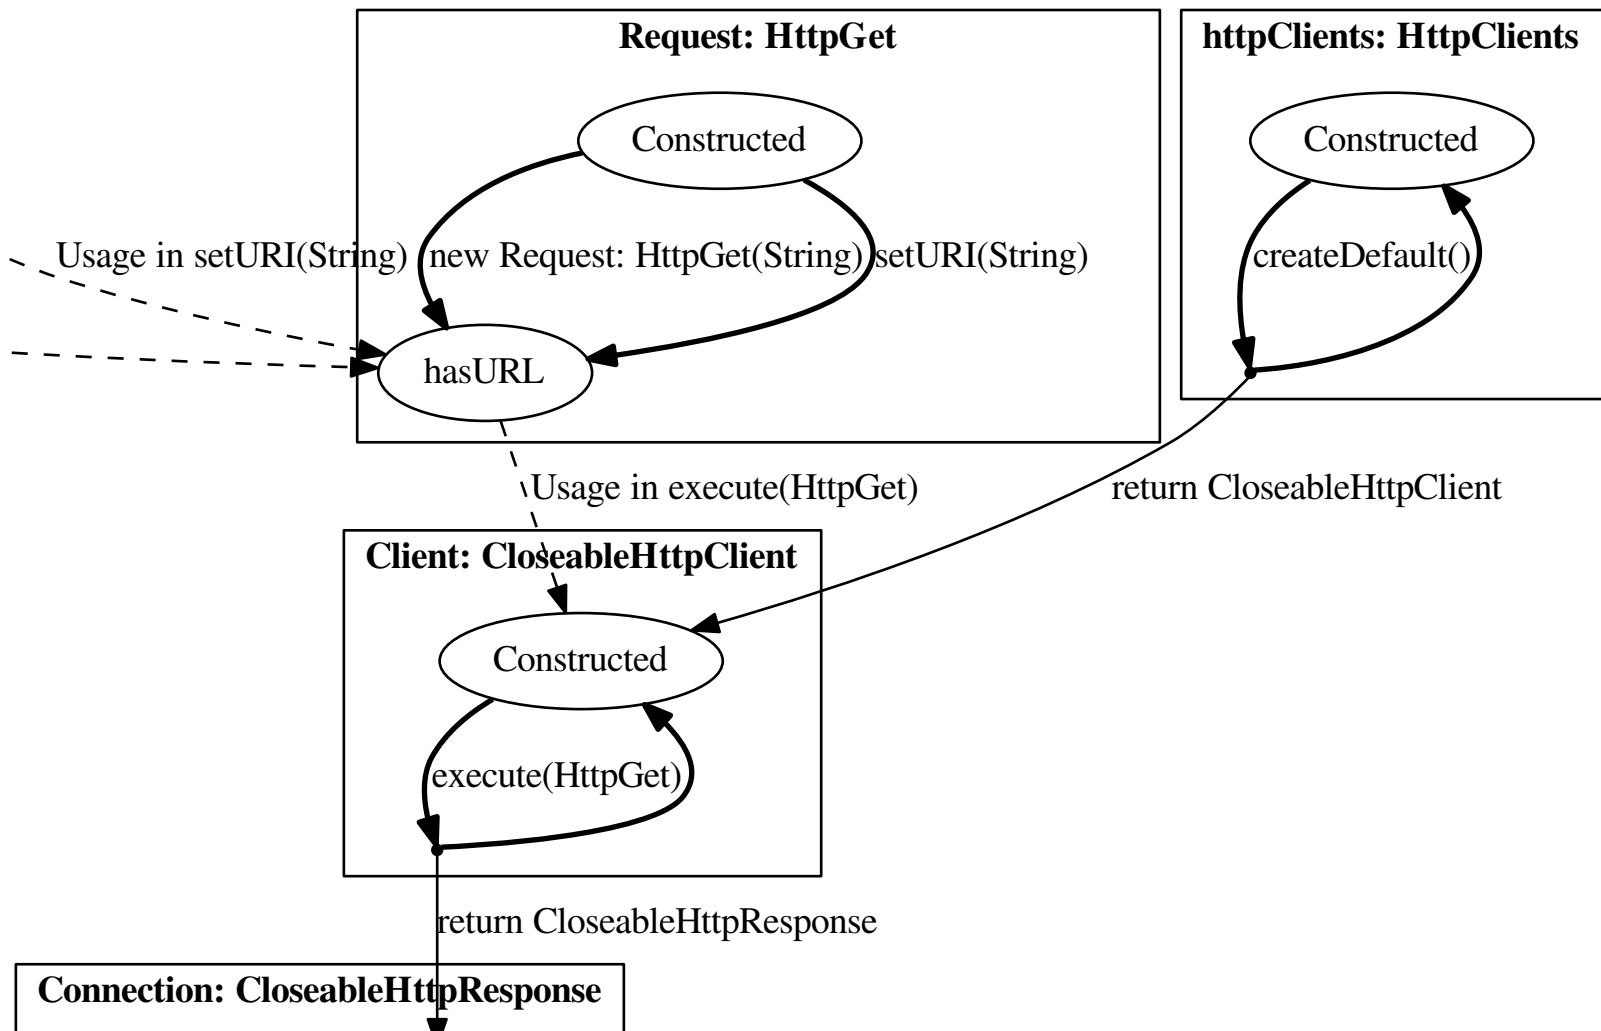 Request: HttpGet
httpClients: HttpClients
Constructed
Constructed
Usage in setURI(String)
new Request: HttpGet(String)
setURI(String)
createDefault()
hasURL
Usage in execute(HttpGet)
return CloseableHttpClient
Client: CloseableHttpClient
Constructed
execute(HttpGet)
return CloseableHttpResponse
Connection: CloseableHttpResponse